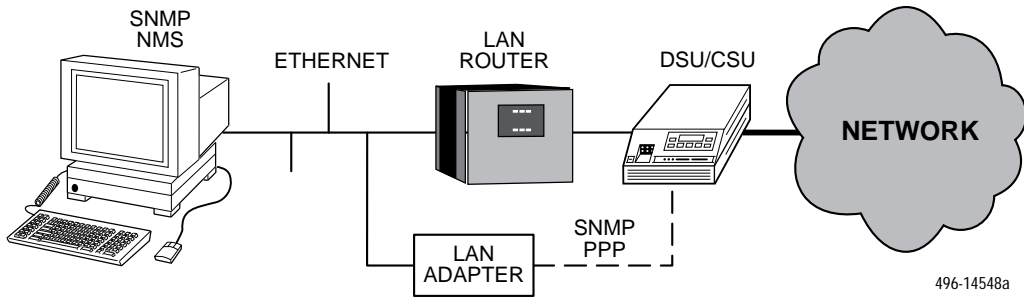 SNMP
NMS
ETHERNET
LAN
ROUTER
DSU/CSU
NETWORK
LAN
ADAPTER
SNMP
PPP
496-14548a